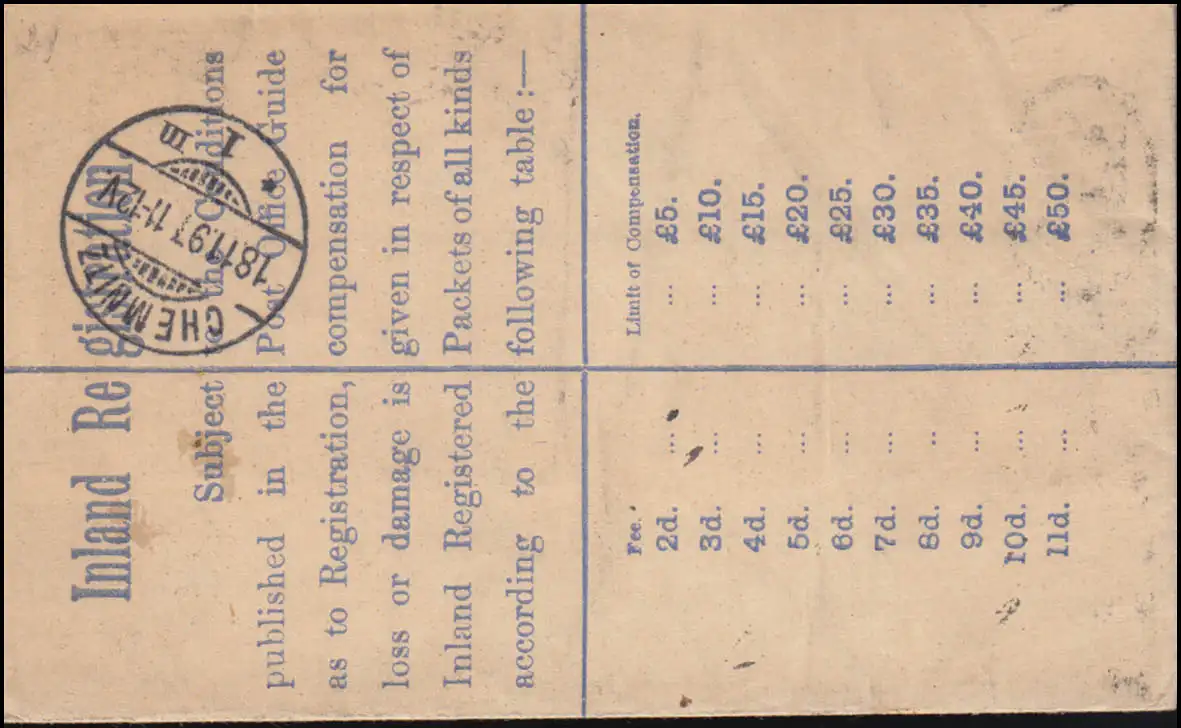 Inland Registration.
Subject to the Conditions
published in the Post Office Guide
as to Registration, compensation for
loss or damage is given in respect of
Inland Registered Packets of all kinds
according to the following table:—
Fee. Limit of Compensation.
2d. ... ... £5.
3d. ... ... £10.
4d. ... ... £15.
5d. ... ... £20.
6d. ... ... £25.
7d. ... ... £30.
8d. .. ... £35.
9d. ... ... £40.
10d. ... ... £45.
11d. ... ... £50.
CHEMNITZ
18.11.97 11-12V
* 1 m